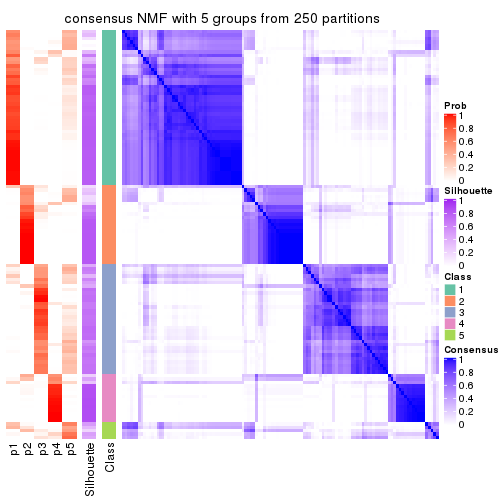 consensus NMF with 5 groups from 250 partitions
Prob
1
0.8
0.6
0.4
0.2
0
Silhouette
1
0.8
0.6
0.4
0.2
0
Class
1
2
3
4
5
Consensus
1
0.8
0.6
0.4
0.2
0
p1
p2
p3
p4
p5
Silhouette
Class